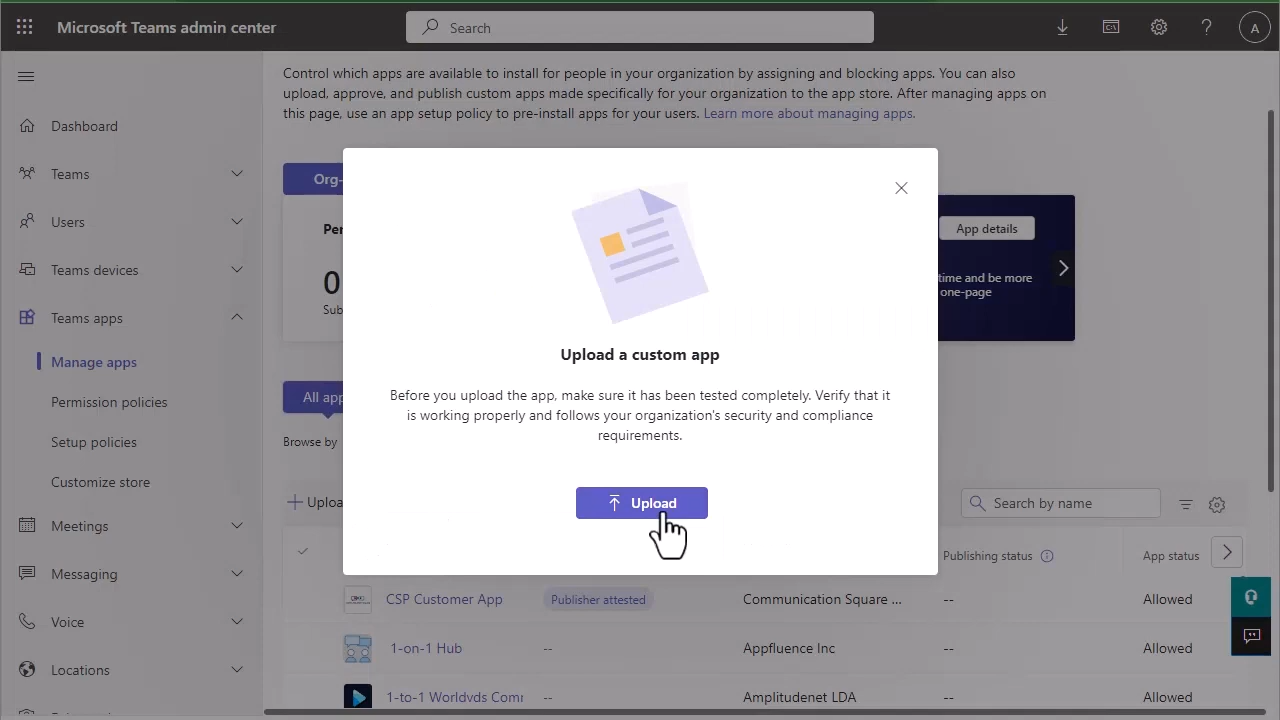 Microsoft Teams admin center
Search
A
Control which apps are available to install for people in your organization by assigning and blocking apps. You can also
upload, approve, and publish custom apps made specifically for your organization to the app store. After managing apps on
this page, use an app setup policy to pre-install apps for your users. Learn more about managing apps.
Dashboard
Teams
Users
Teams devices
Teams apps
Manage apps
Permission policies
Setup policies
Customize store
Meetings
Messaging
Voice
Locations
Org-
Per
0
Sub
App details
time and be more
one-page
Upload a custom app
Before you upload the app, make sure it has been tested completely. Verify that it
is working properly and follows your organization's security and compliance
requirements.
Upload
All app
Browse by
Uploa
Search by name
Publishing status
App status
CSP Customer App
Publisher attested
Communication Square ...
--
Allowed
1-on-1 Hub
--
Appfluence Inc
--
Allowed
1-to-1 Worldvds Com
--
Amplitudenet LDA
--
Allowed